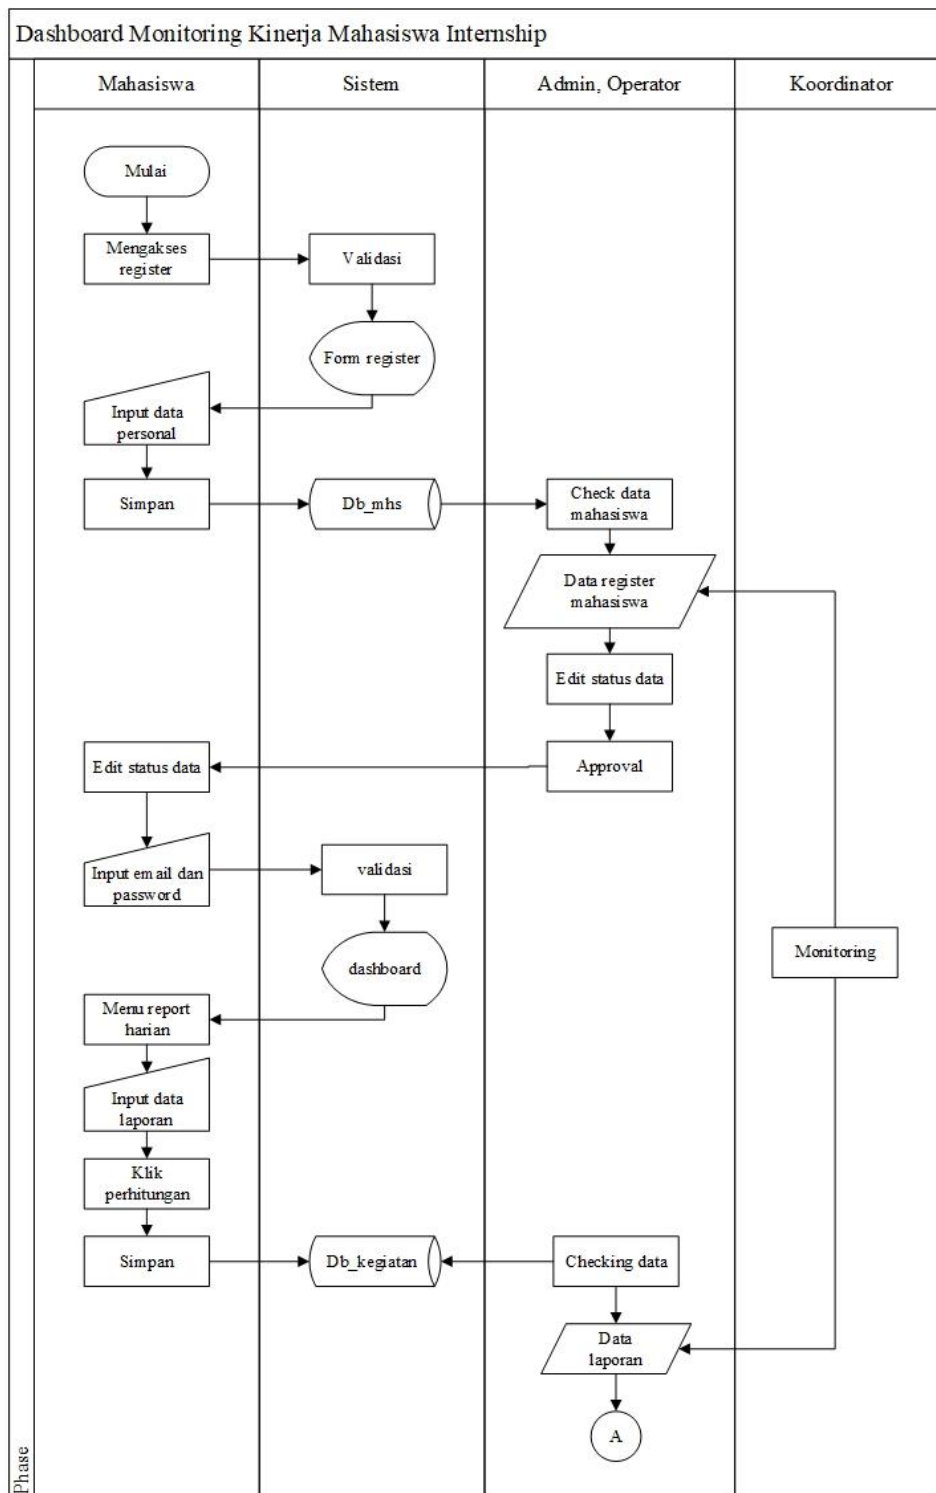 Dashboard Monitoring Kinerja Mahasiswa Internship
Mahasiswa
Sistem
Admin, Operator
Koordinator
Mulai
Mengakses
register
Validasi
Form register
Input data
personal
Simpan
Db_mhs
Check data
mahasiswa
Data register
mahasiswa
Edit status data
Approval
Edit status data
Input email dan
password
validasi
dashboard
Monitoring
Menu report
harian
Input data
laporan
Klik
perhitungan
Simpan
Db_kegiatan
Checking data
Data
laporan
A
Phase